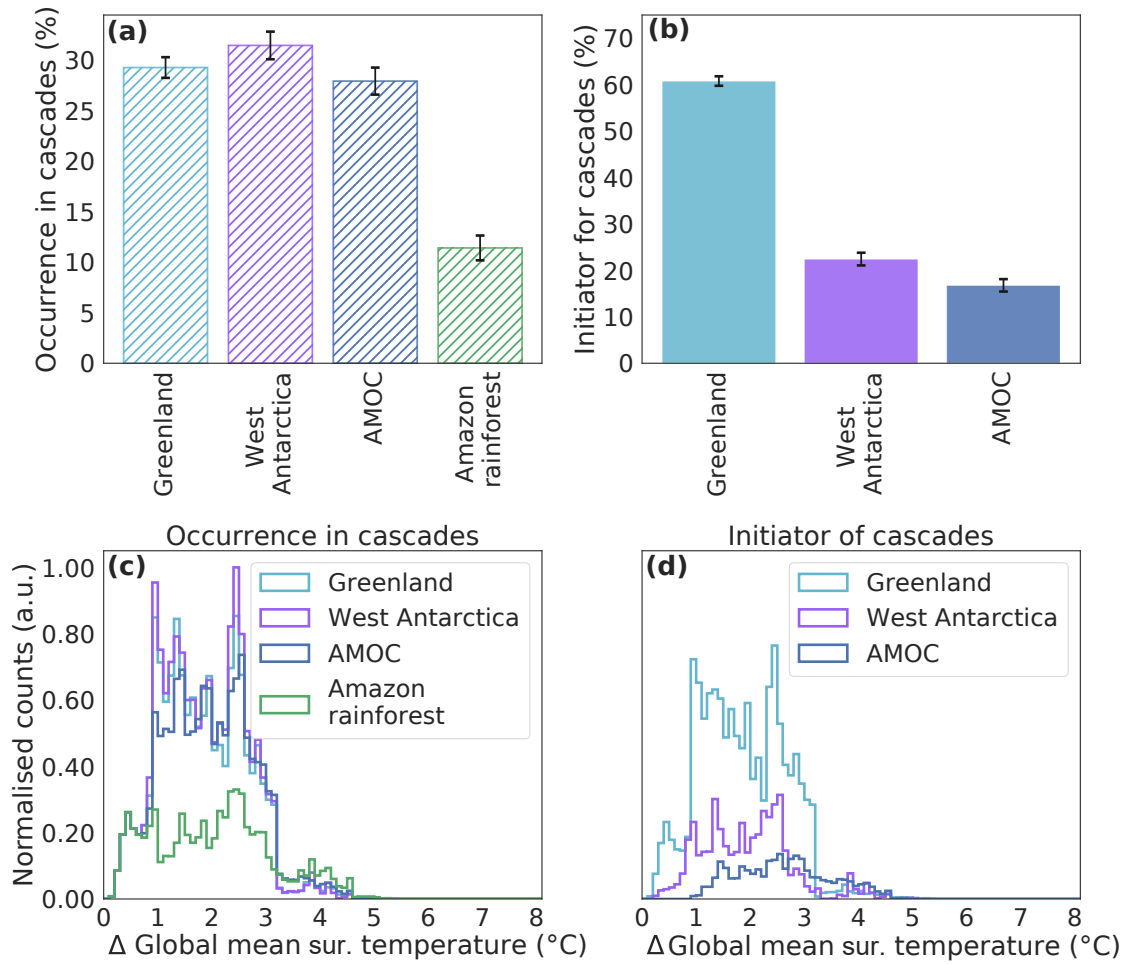 (a)
Occurrence in cascades (%)
30
25
20
15
10
5
0
Greenland
West
Antarctica
AMOC
Amazon
rainforest
(b)
Initiator for cascades (%)
70
60
50
40
30
20
10
0
Greenland
West
Antarctica
AMOC
Occurrence in cascades
(c)
Normalised counts (a.u.)
1.00
0.80
0.60
0.40
0.20
0.00
Greenland
West Antarctica
AMOC
Amazon
rainforest
0 1 2 3 4 5 6 7 8
Δ Global mean sur. temperature (°C)
Initiator of cascades
(d)
Greenland
West Antarctica
AMOC
0 1 2 3 4 5 6 7 8
Δ Global mean sur. temperature (°C)